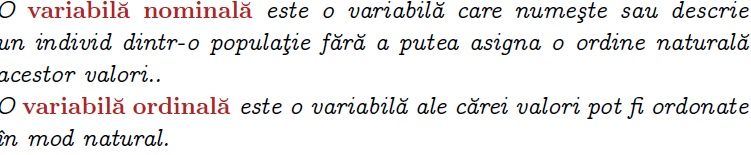 O variabilă nominală este o variabilă care numeşte sau descrie
un individ dintr-o populaţie fără a putea asigna o ordine naturală
acestor valori..
O variabilă ordinală este o variabilă ale cărei valori pot fi ordonate
în mod natural.